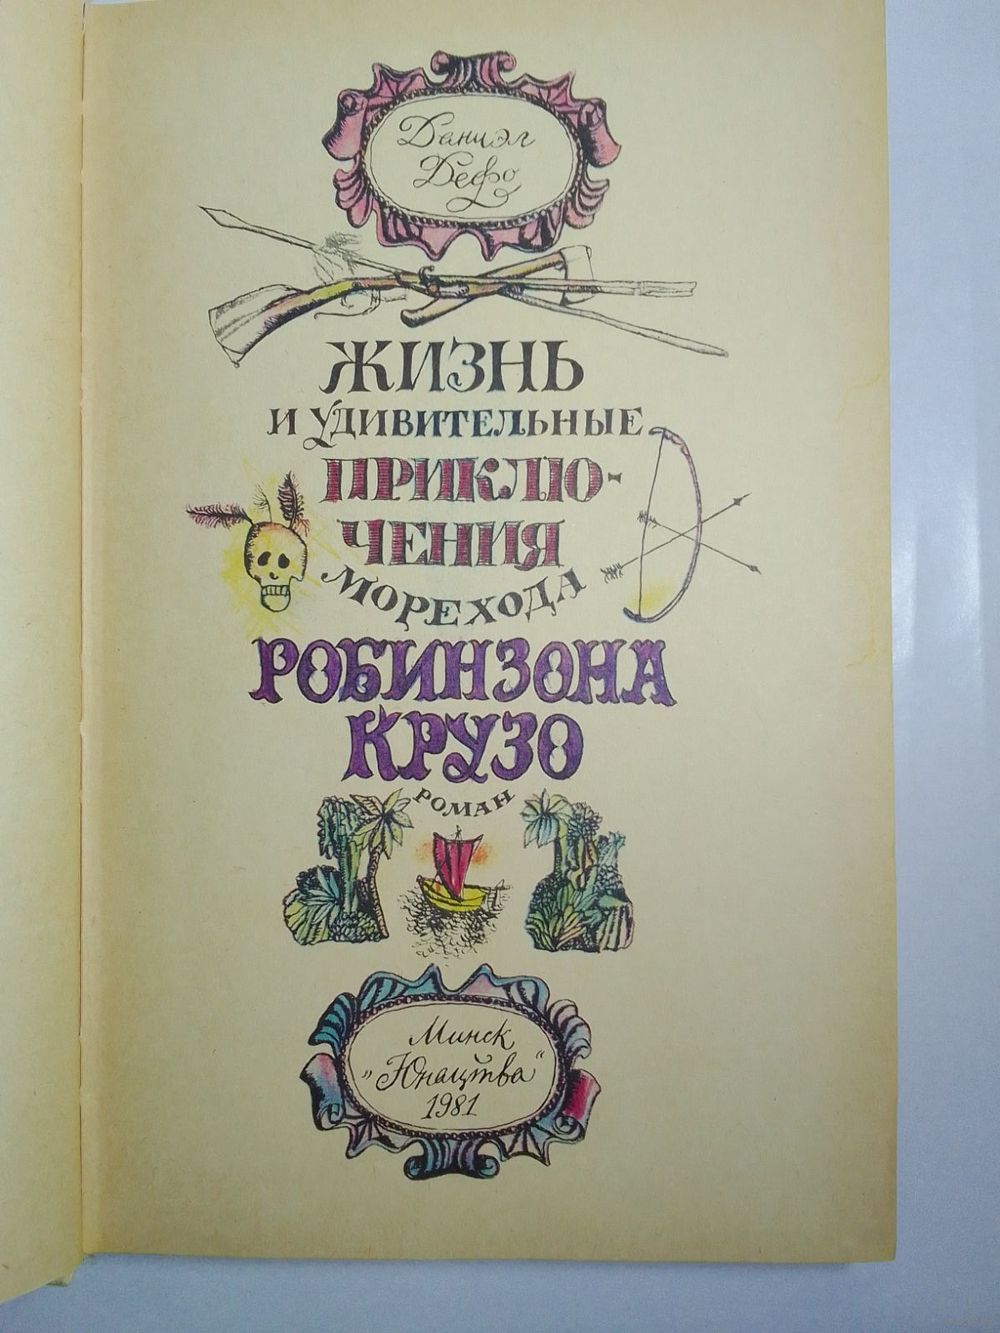 Даниэл
Дефо
ЖИЗНЬ
И УДИВИТЕЛЬНЫЕ
ПРИКЛЮ-
ЧЕНИЯ
МОРЕХОДА
РОБИНЗОНА
КРУЗО
РОМАН
Минск
„Юнацтва“
1981